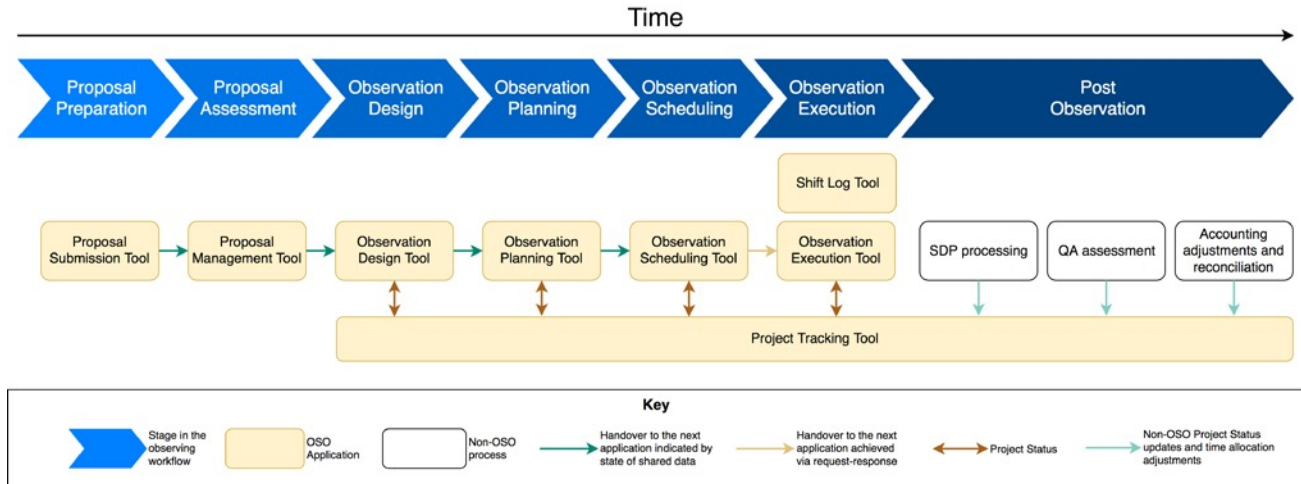 Time
Proposal
Preparation
Proposal
Assessment
Observation
Design
Observation
Planning
Observation
Scheduling
Observation
Execution
Post
Observation
Shift Log Tool
Proposal
Submission Tool
Proposal
Management Tool
Observation
Design Tool
Observation
Planning Tool
Observation
Scheduling Tool
Observation
Execution Tool
SDP processing
QA assessment
Accounting
adjustments and
reconciliation
Project Tracking Tool
Key
Stage in the
observing
workflow
OSO
Application
Non-OSO
process
Handover to the next
application indicated by
state of shared data
Handover to the next
application achieved
via request-response
Project Status
Non-OSO Project Status
updates and time allocation
adjustments